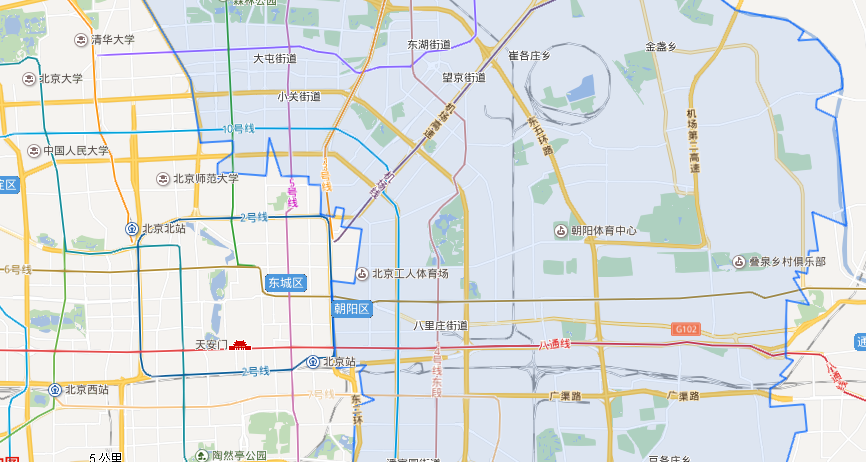 森林公园
清华大学
东湖街道
大屯街道
崔各庄乡
金盏乡
北京大学
望京街道
小关街道
机场高速
东五环路
机场第二高速
10号线
中国人民大学
北京师范大学
5号线
机场线
2号线
北京北站
朝阳体育中心
6号线
东城区
北京工人体育场
叠泉乡村俱乐部
朝阳区
八里庄街道
G102
天安门
北京站
八通线
八通线
14号线东段
2号线
北京西站
7号线
东三环
广渠路
广渠路
5公里
陶然亭公园